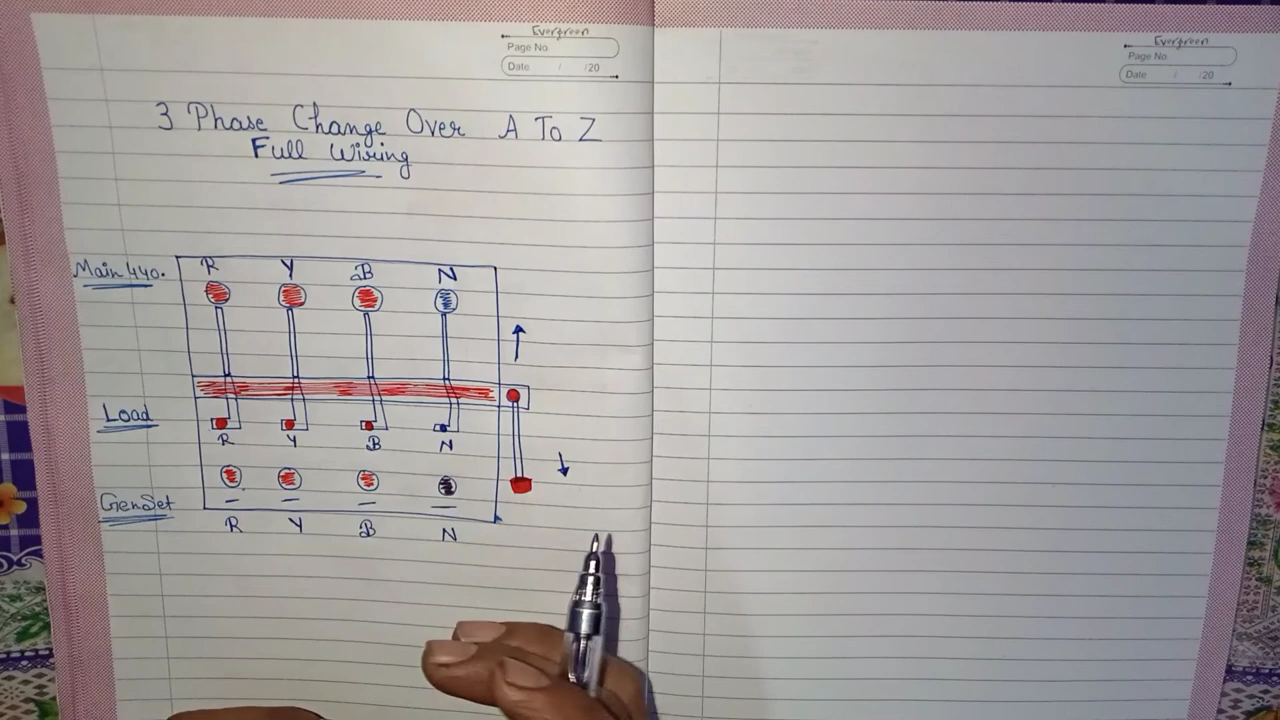 Evergreen
Page No
Date / /20
Evergreen
Page No
Date / /20
3 Phase Change Over A To Z
Full Wiring
Main 440.
R Y B N
Load
R Y B N
GenSet
R Y B N